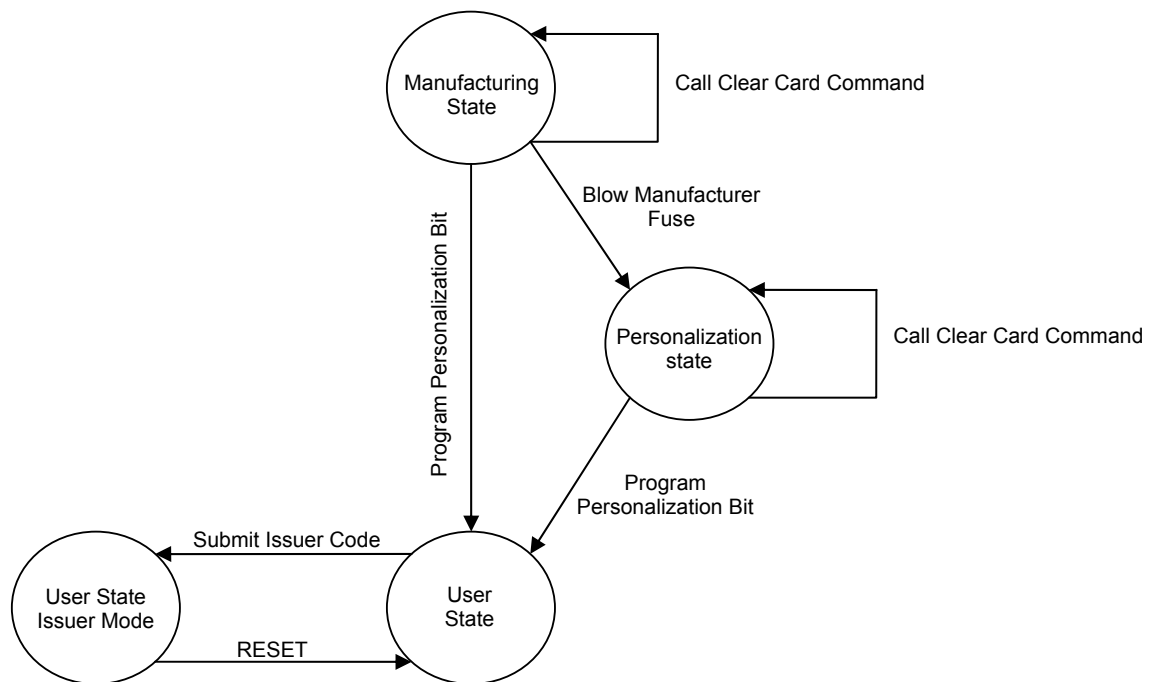 Manufacturing
State
Call Clear Card Command
Blow Manufacturer
Fuse
Program Personalization Bit
Personalization
state
Call Clear Card Command
Program
Personalization Bit
Submit Issuer Code
User State
Issuer Mode
User
State
RESET